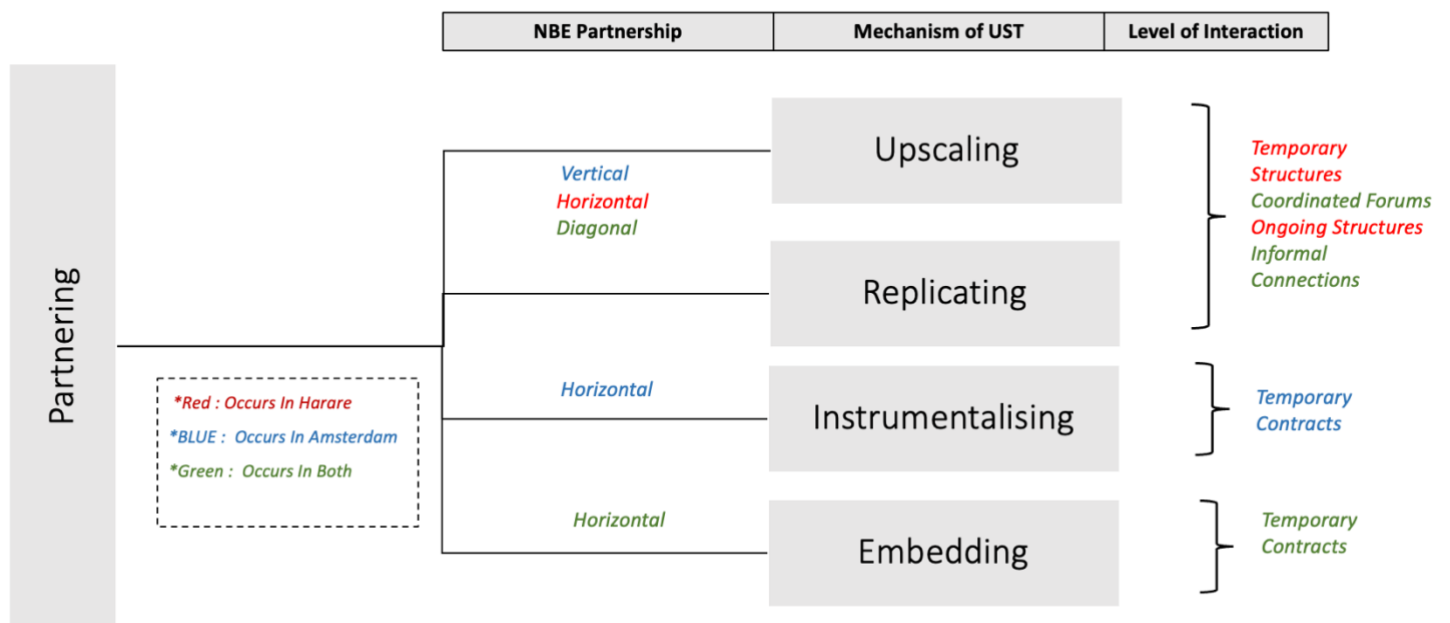 NBE Partnership
Mechanism of UST
Level of Interaction
Partnering
Vertical
Horizontal
Diagonal
Upscaling
Replicating
Temporary
Structures
Coordinated Forums
Ongoing Structures
Informal
Connections
*Red : Occurs In Harare
*BLUE : Occurs In Amsterdam
*Green : Occurs In Both
Horizontal
Instrumentalising
Temporary
Contracts
Horizontal
Embedding
Temporary
Contracts